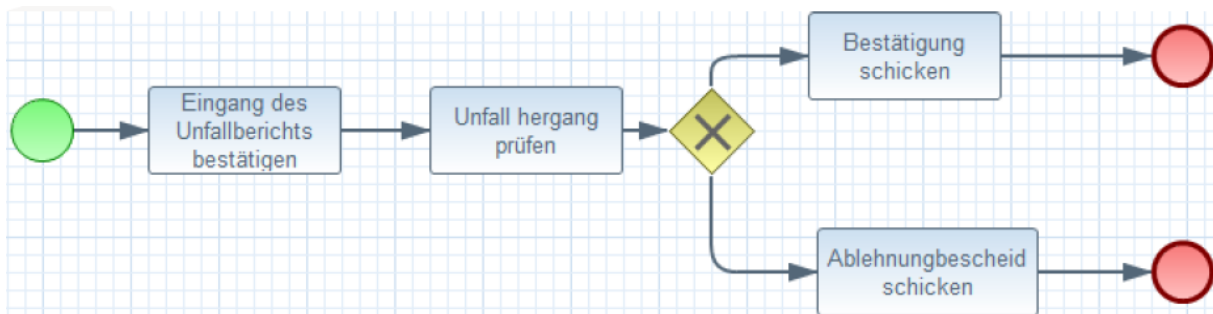 Eingang des
Unfallberichts
bestätigen
Unfall hergang
prüfen
Bestätigung
schicken
Ablehnungbescheid
schicken